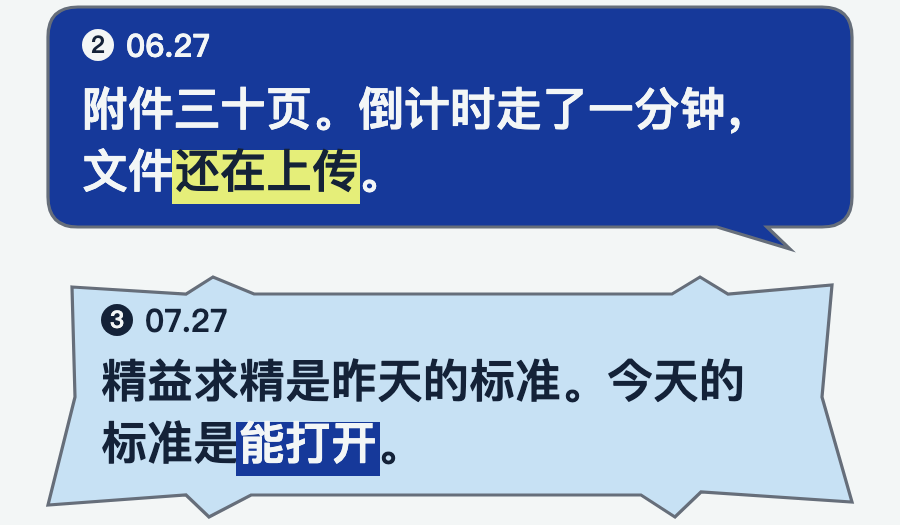 2 06.27
附件三十页。倒计时走了一分钟，
文件还在上传。
3 07.27
精益求精是昨天的标准。今天的
标准是能打开。